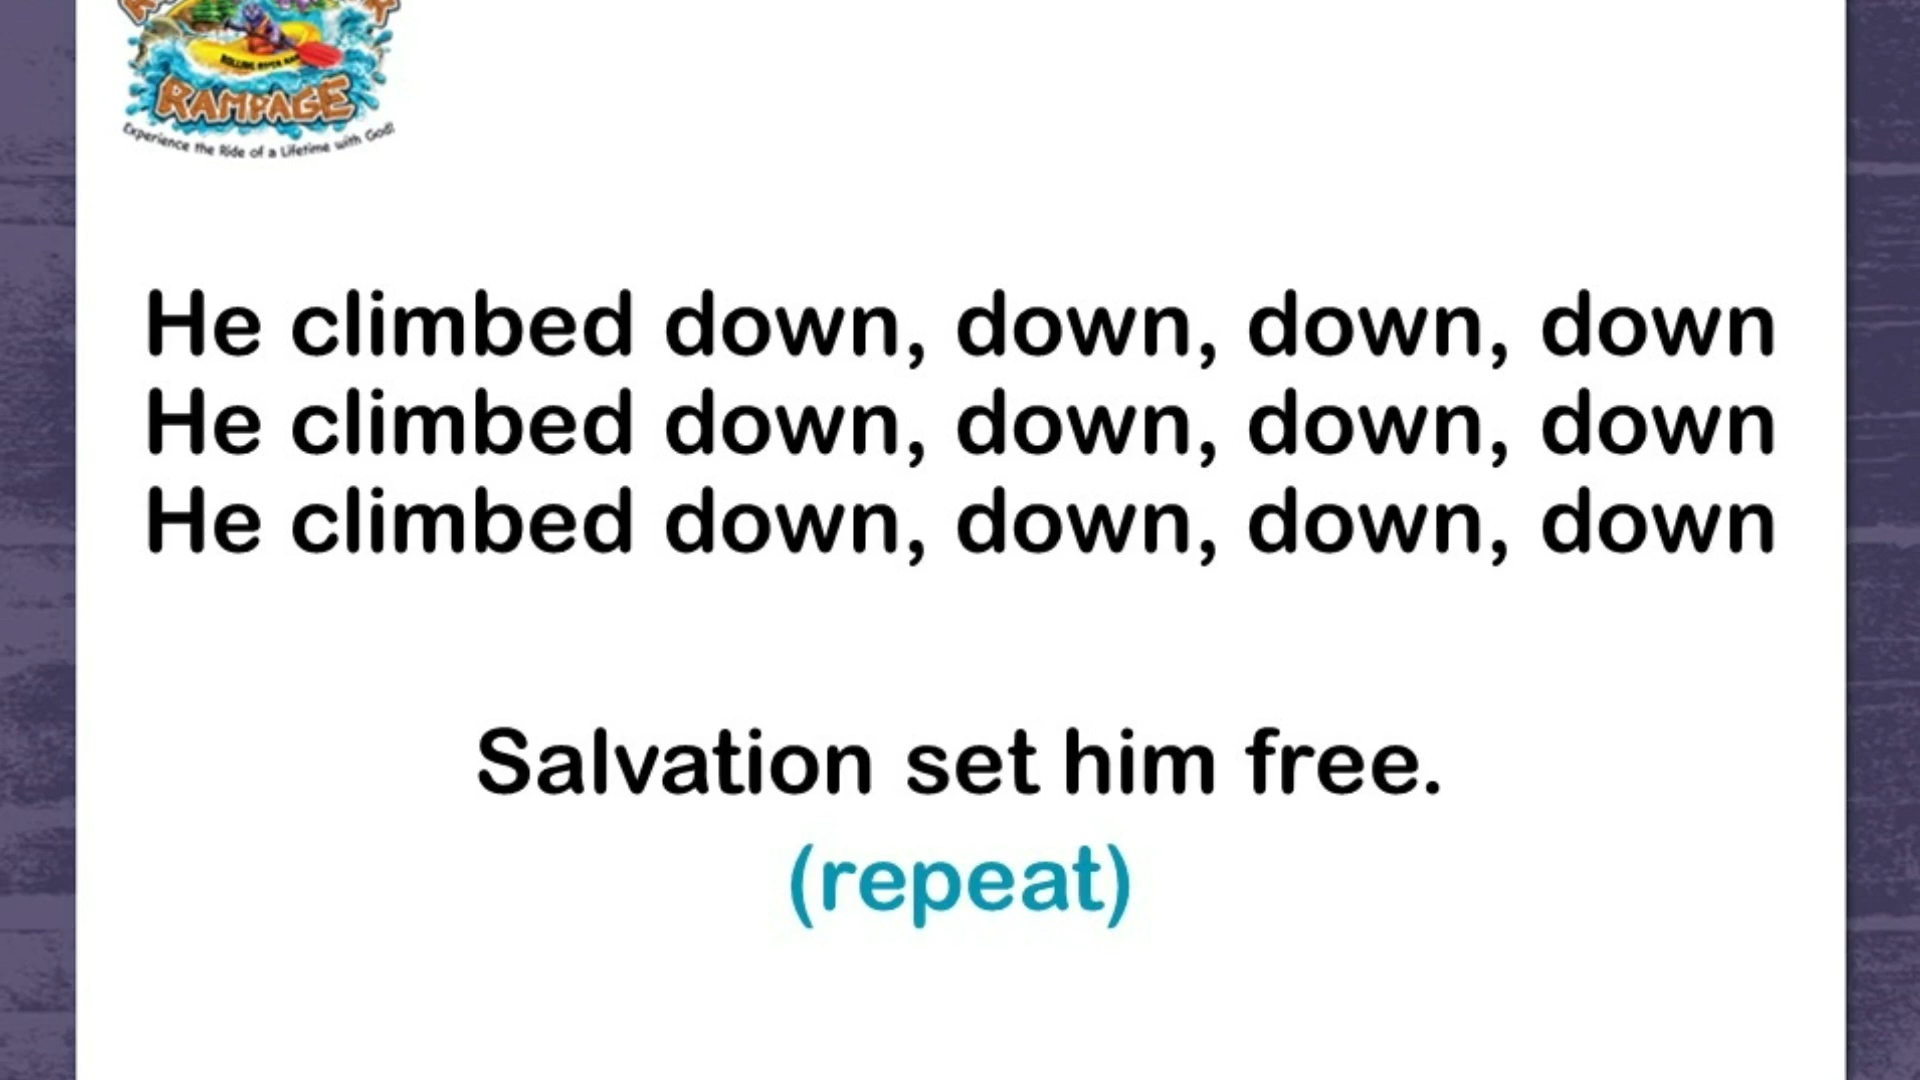 RAMPAGE
Experience the Ride of a Lifetime with God!
He climbed down, down, down, down
He climbed down, down, down, down
He climbed down, down, down, down
Salvation set him free.
(repeat)